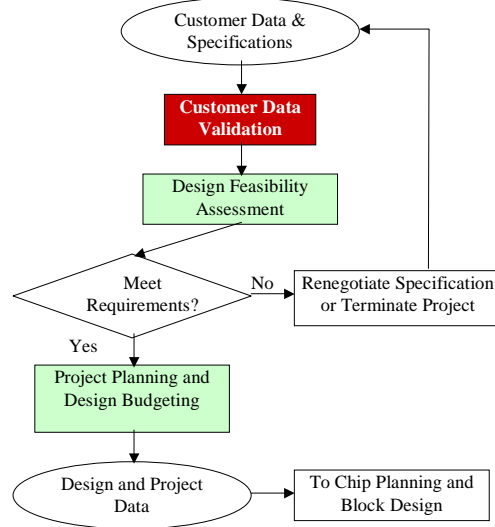 Customer Data &
Specifications
Customer Data
Validation
Design Feasibility
Assessment
Meet
Requirements?
No
Renegotiate Specification
or Terminate Project
Yes
Project Planning and
Design Budgeting
Design and Project
Data
To Chip Planning and
Block Design